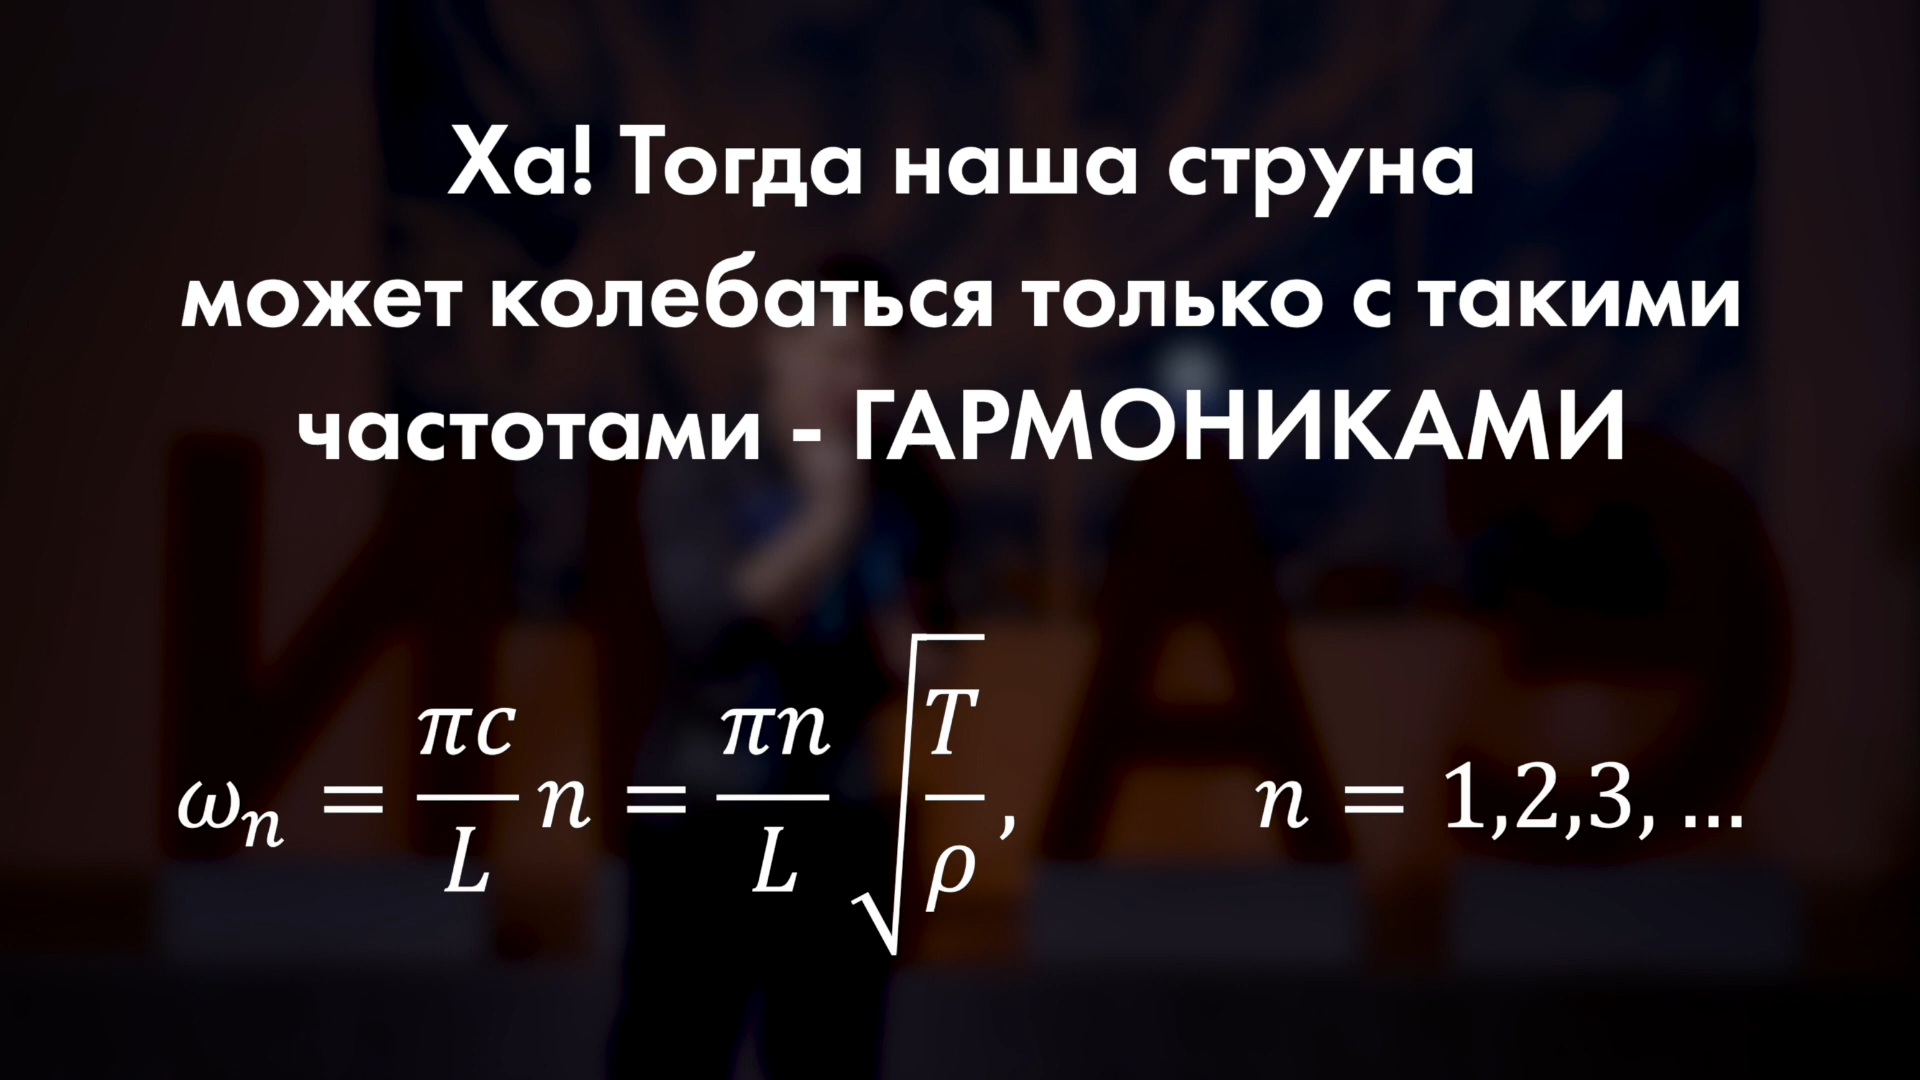 Ха! Тогда наша струна
может колебаться только с такими
частотами - ГАРМОНИКАМИ
ωₙ = πc/L n = πn/L √(T/ρ), n = 1,2,3, …